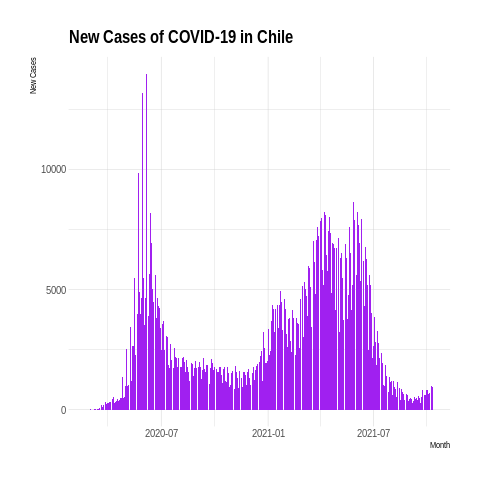 New Cases of COVID-19 in Chile
New Cases
10000
5000
0
2020-07 2021-01 2021-07
Month